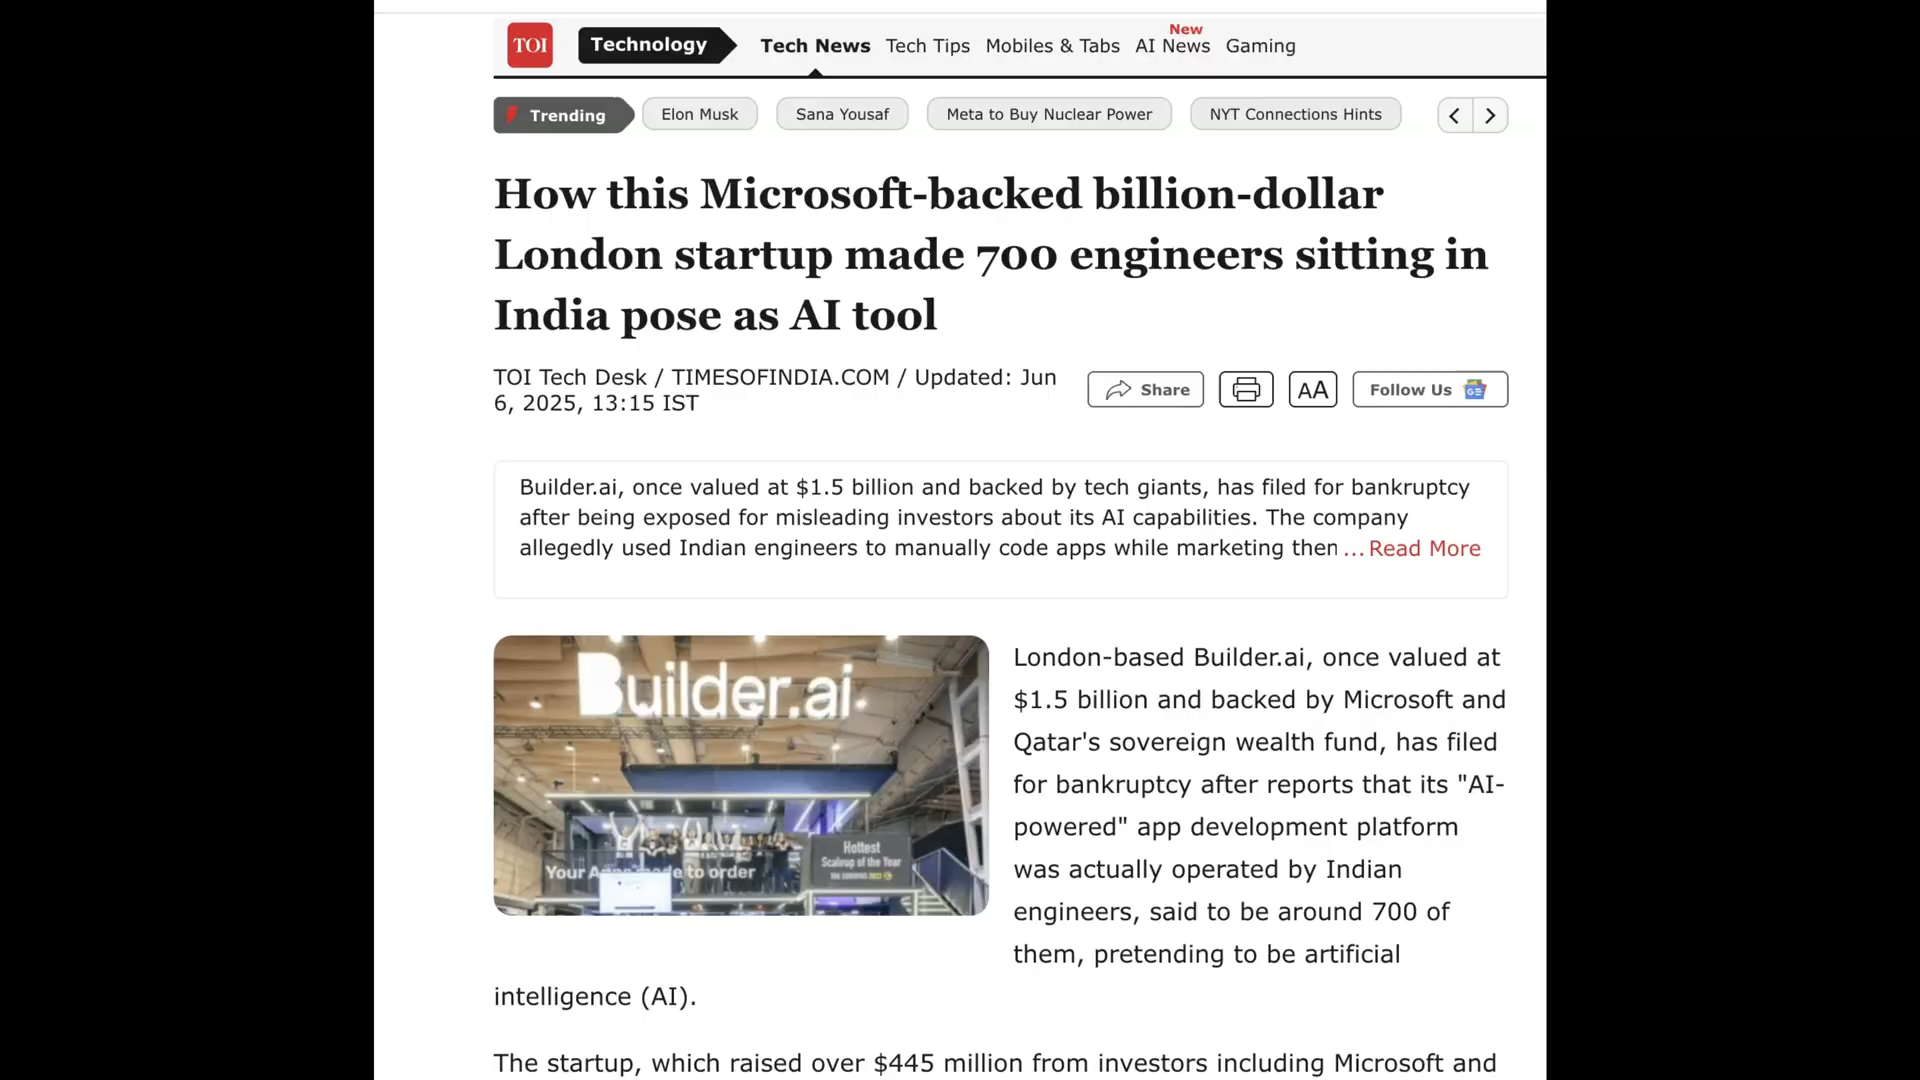 TOI
Technology
Tech News
Tech Tips
Mobiles & Tabs
New
AI News
Gaming
Trending
Elon Musk
Sana Yousaf
Meta to Buy Nuclear Power
NYT Connections Hints
How this Microsoft-backed billion-dollar
London startup made 700 engineers sitting in
India pose as AI tool
TOI Tech Desk / TIMESOFINDIA.COM / Updated: Jun
6, 2025, 13:15 IST
Share
AA
Follow Us
GE
Builder.ai, once valued at $1.5 billion and backed by tech giants, has filed for bankruptcy
after being exposed for misleading investors about its AI capabilities. The company
allegedly used Indian engineers to manually code apps while marketing then ... Read More
Builder.ai
Hottest
Scaleup of the Year
Your Apps made to order
London-based Builder.ai, once valued at
$1.5 billion and backed by Microsoft and
Qatar's sovereign wealth fund, has filed
for bankruptcy after reports that its "AI-
powered" app development platform
was actually operated by Indian
engineers, said to be around 700 of
them, pretending to be artificial
intelligence (AI).
The startup, which raised over $445 million from investors including Microsoft and